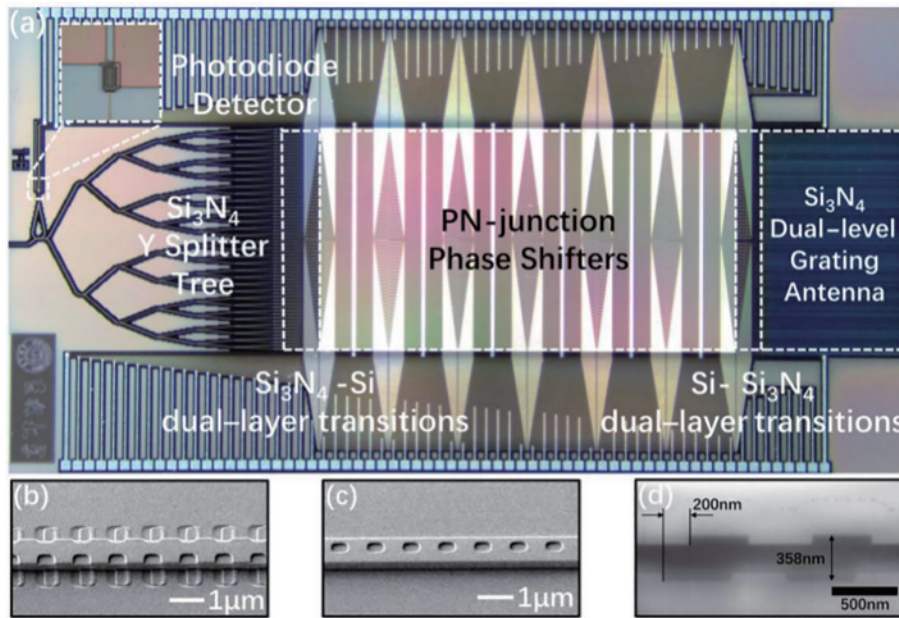 (a)
Photodiode
Detector
Si₃N₄
Y Splitter
Tree
PN-junction
Phase Shifters
Si₃N₄
Dual-level
Grating
Antenna
Si₃N₄ -Si
dual-layer transitions
Si- Si₃N₄
dual-layer transitions
(b)
1μm
(c)
1μm
(d)
200nm
358nm
500nm